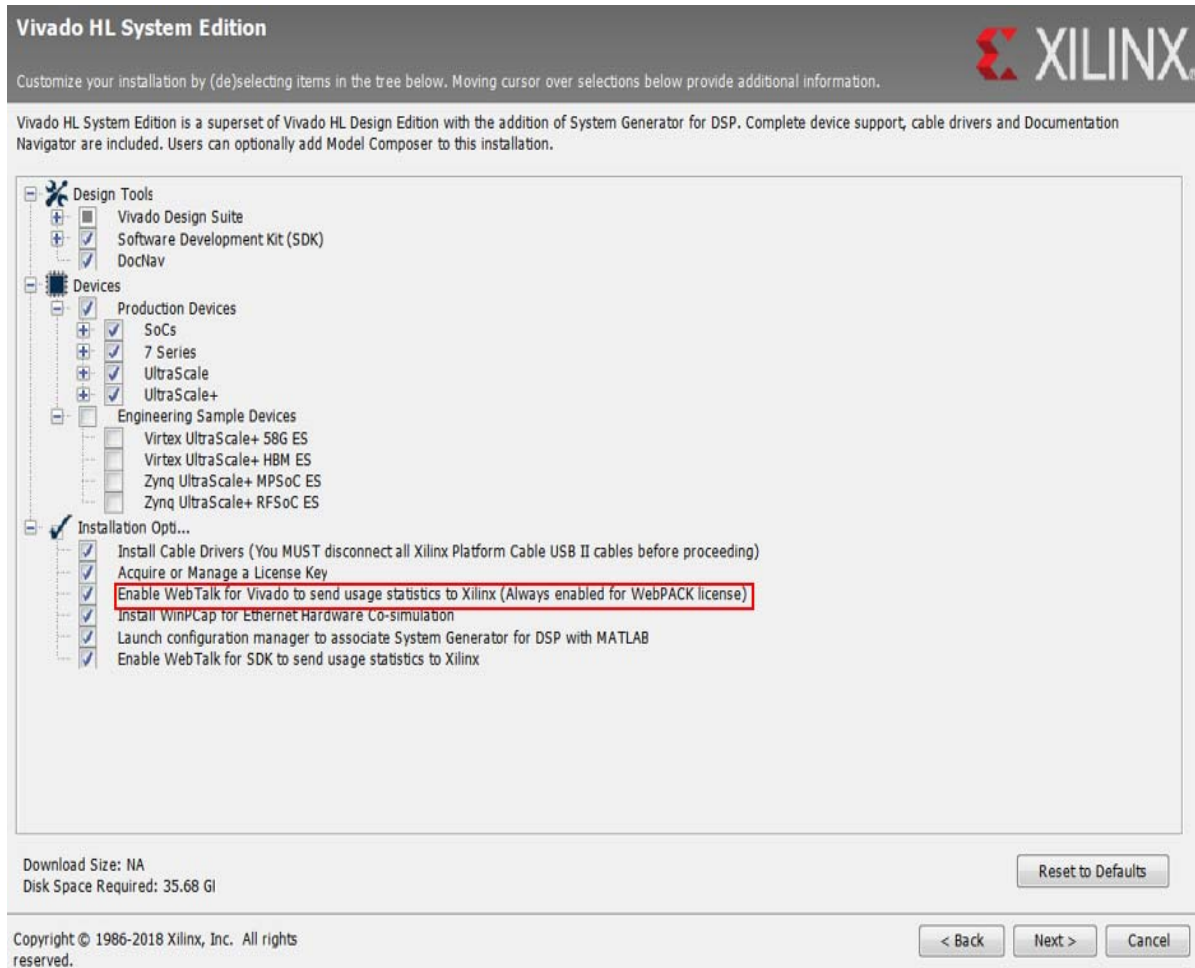 Vivado HL System Edition
XILINX
Customize your installation by (de)selecting items in the tree below. Moving cursor over selections below provide additional information.
Vivado HL System Edition is a superset of Vivado HL Design Edition with the addition of System Generator for DSP. Complete device support, cable drivers and Documentation
Navigator are included. Users can optionally add Model Composer to this installation.
Design Tools
Vivado Design Suite
Software Development Kit (SDK)
DocNav
Devices
Production Devices
SoCs
7 Series
UltraScale
UltraScale+
Engineering Sample Devices
Virtex UltraScale+ 58G ES
Virtex UltraScale+ HBM ES
Zynq UltraScale+ MPSoC ES
Zynq UltraScale+ RFSoC ES
Installation Opti...
Install Cable Drivers (You MUST disconnect all Xilinx Platform Cable USB II cables before proceeding)
Acquire or Manage a License Key
Enable WebTalk for Vivado to send usage statistics to Xilinx (Always enabled for WebPACK license)
Install WinPCap for Ethernet Hardware Co-simulation
Launch configuration manager to associate System Generator for DSP with MATLAB
Enable WebTalk for SDK to send usage statistics to Xilinx
Download Size: NA
Disk Space Required: 35.68 GI
Reset to Defaults
Copyright © 1986-2018 Xilinx, Inc. All rights
reserved.
< Back Next > Cancel